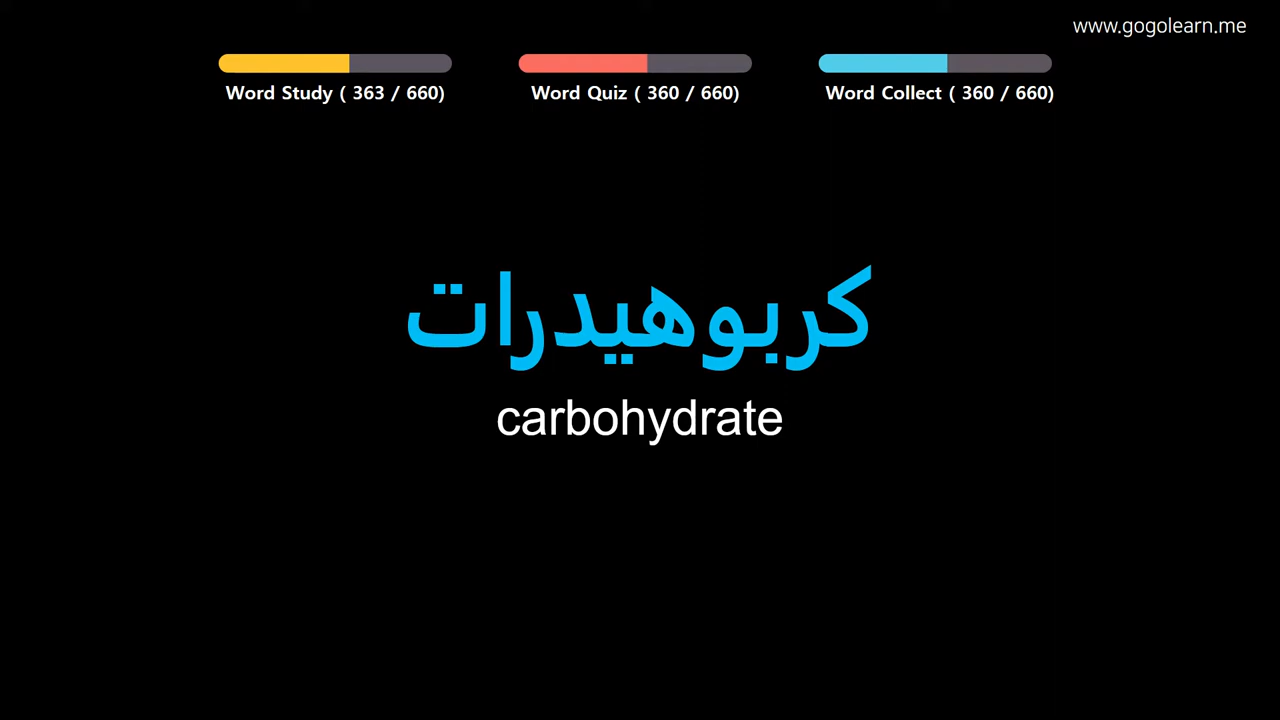 www.gogolearn.me
Word Study ( 363 / 660)
Word Quiz ( 360 / 660)
Word Collect ( 360 / 660)
كربوهيدرات
carbohydrate